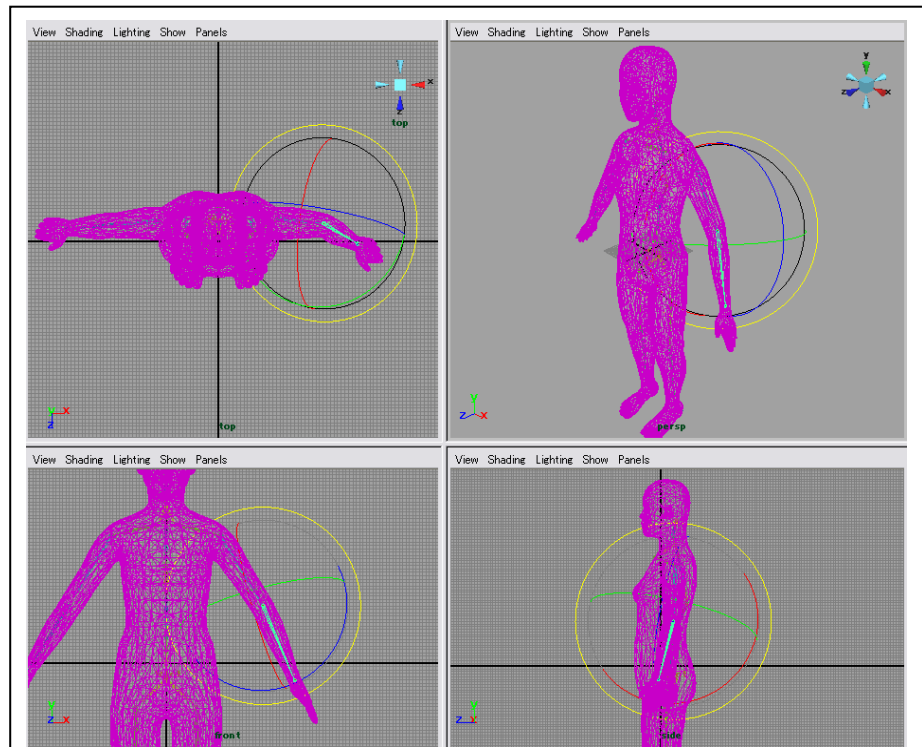 View Shading Lighting Show Panels
View Shading Lighting Show Panels
x
z
top
Y
z x
Y X
Z
top
Y
Z X
persp
View Shading Lighting Show Panels
View Shading Lighting Show Panels
Y
Z X
front
Y
Z X
side